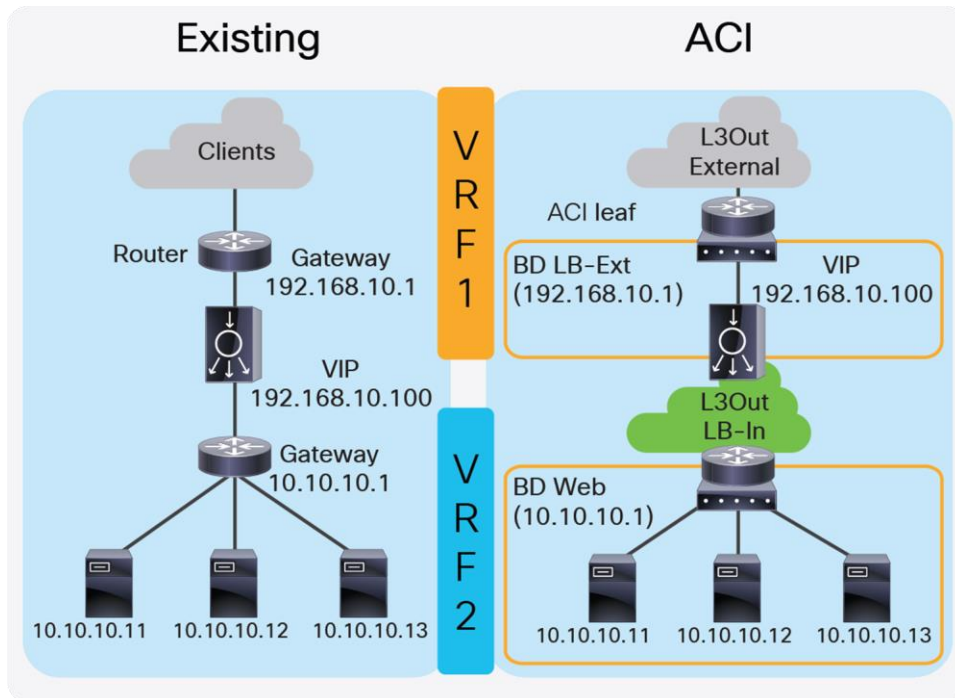 Existing
Clients
Router
Gateway
192.168.10.1
VIP
192.168.10.100
Gateway
10.10.10.1
10.10.10.11
10.10.10.12
10.10.10.13
V
R
F
1
V
R
F
2
ACI
L3Out
External
ACI leaf
BD LB-Ext
(192.168.10.1)
VIP
192.168.10.100
L3Out
LB-In
BD Web
(10.10.10.1)
10.10.10.11
10.10.10.12
10.10.10.13